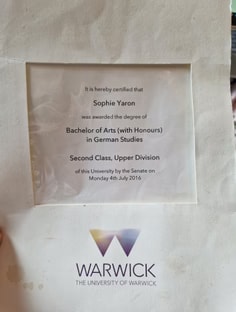 It is hereby certified that
Sophie Yaron
was awarded the degree of
Bachelor of Arts (with Honours)
in German Studies
Second Class, Upper Division
of this University by the Senate on
Monday 4th July 2016
WARWICK
THE UNIVERSITY OF WARWICK